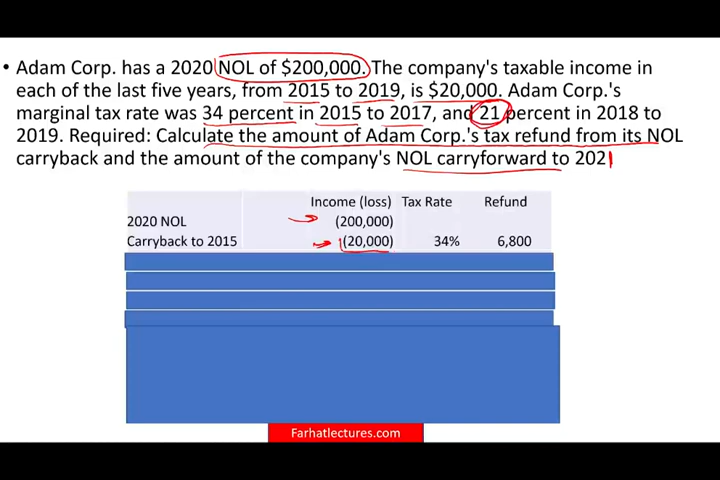 • Adam Corp. has a 2020 NOL of $200,000. The company's taxable income in
each of the last five years, from 2015 to 2019, is $20,000. Adam Corp.'s
marginal tax rate was 34 percent in 2015 to 2017, and 21 percent in 2018 to
2019. Required: Calculate the amount of Adam Corp.'s tax refund from its NOL
carryback and the amount of the company's NOL carryforward to 2021
Income (loss) Tax Rate Refund
2020 NOL (200,000)
Carryback to 2015 (20,000) 34% 6,800
Farhatlectures.com